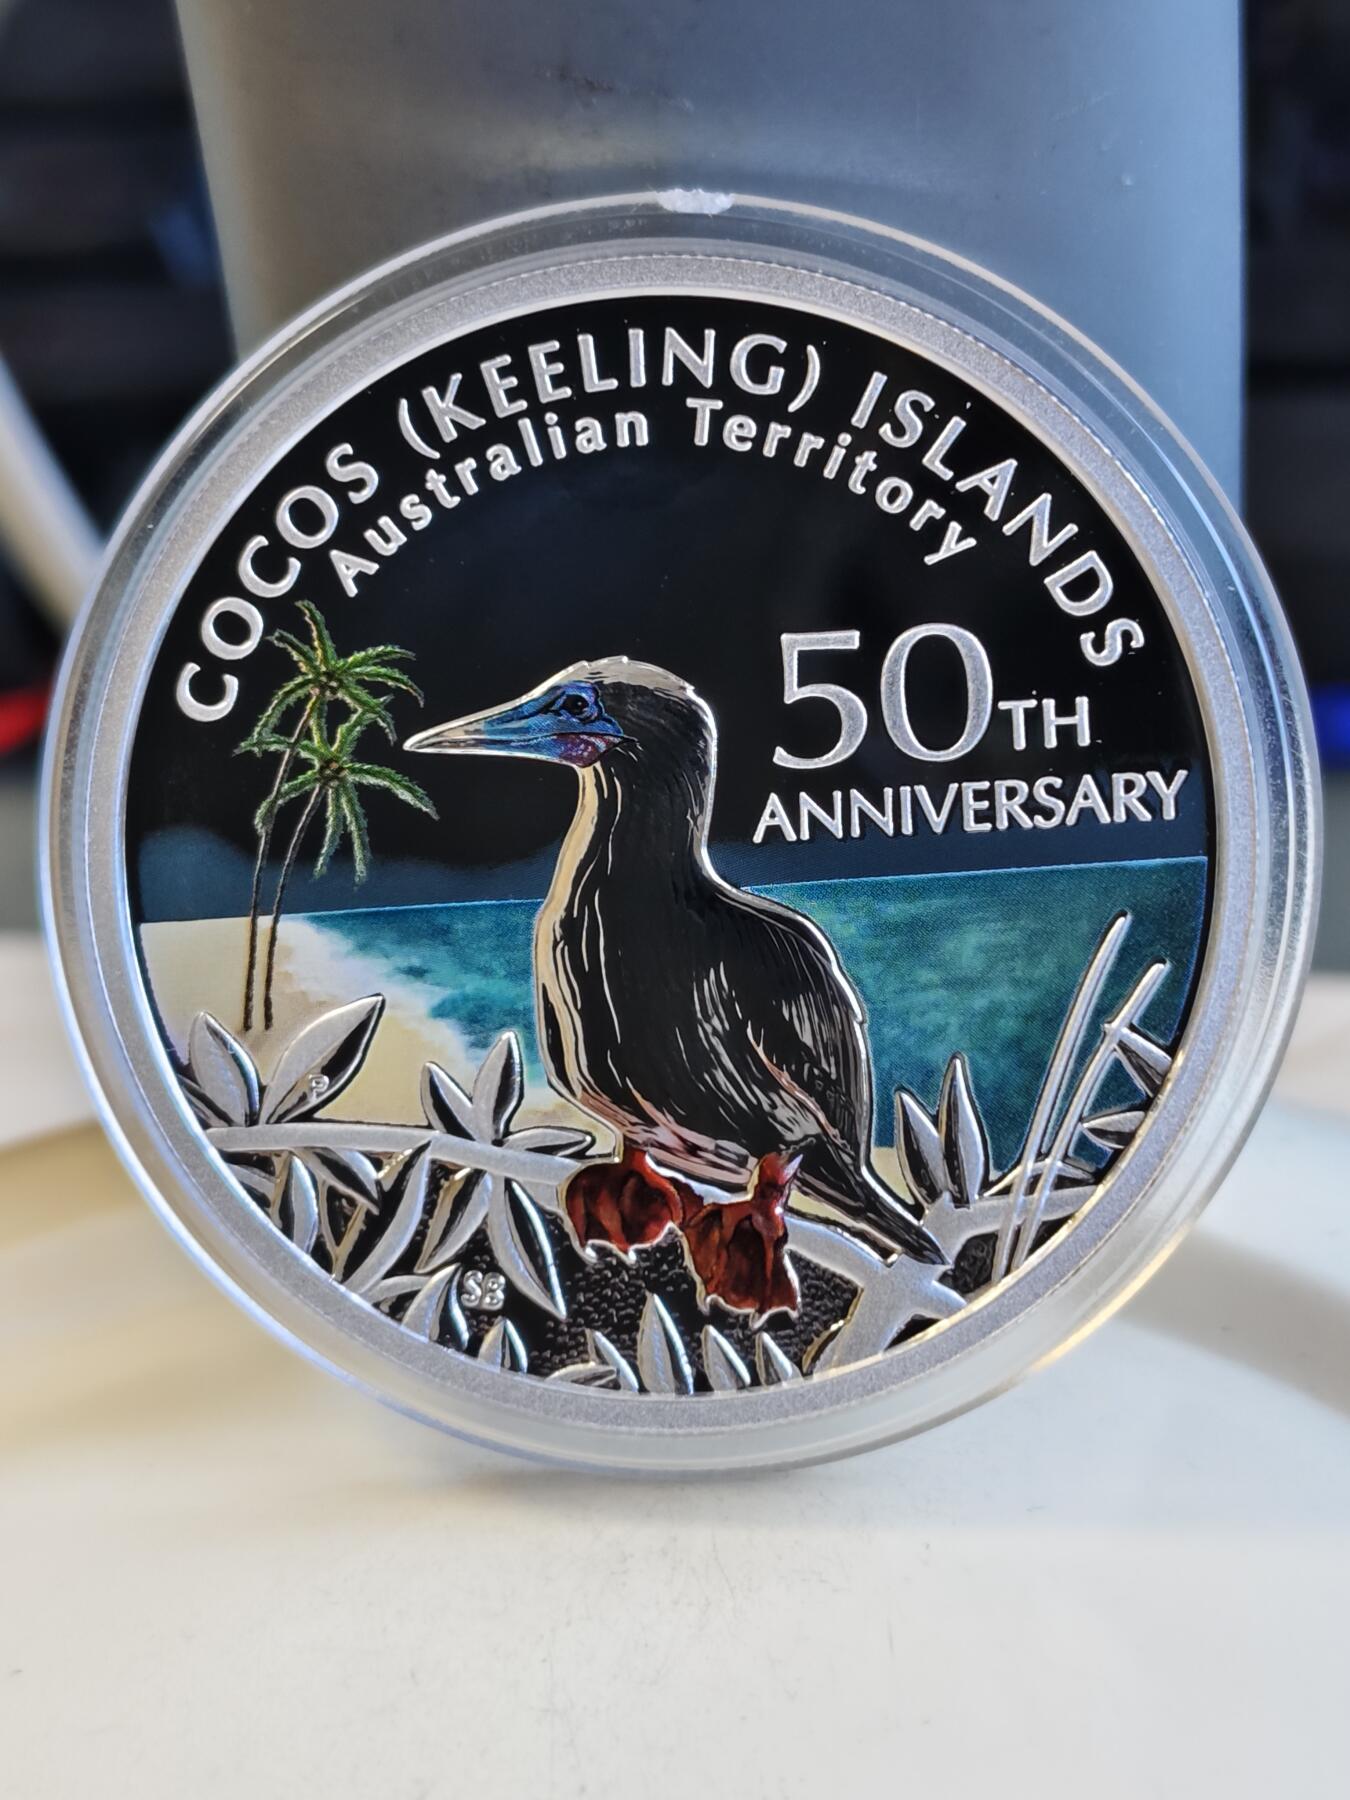 COCOS (KEELING) ISLANDS
Australian Territory
50TH
ANNIVERSARY
P
SB